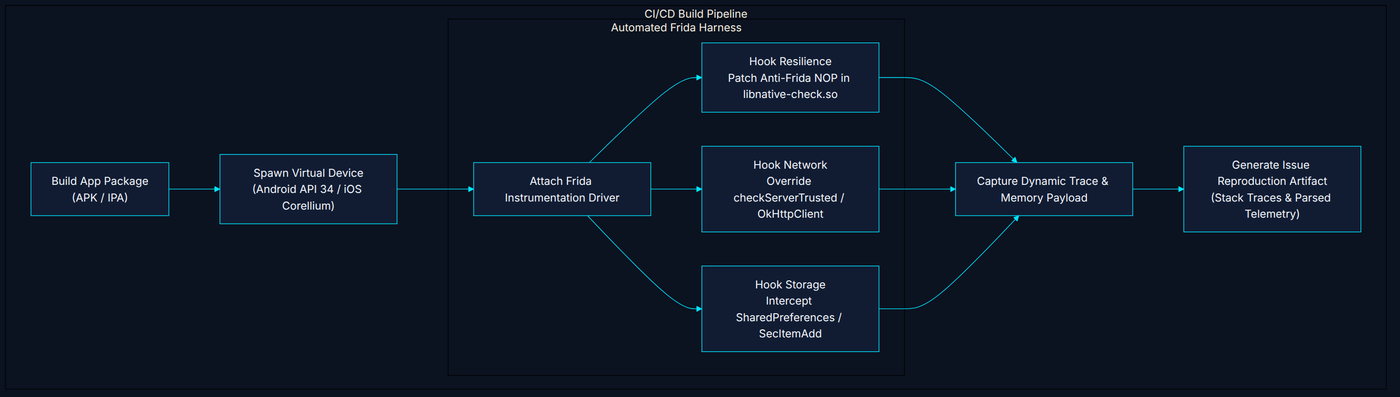 CI/CD Build Pipeline
Automated Frida Harness
Build App Package
(APK / IPA)
Spawn Virtual Device
(Android API 34 / iOS
Corellium)
Attach Frida
Instrumentation Driver
Hook Resilience
Patch Anti-Frida NOP in
libnative-check.so
Hook Network
Override
checkServerTrusted /
OkHttpClient
Hook Storage
Intercept
SharedPreferences /
SecItemAdd
Capture Dynamic Trace &
Memory Payload
Generate Issue
Reproduction Artifact
(Stack Traces & Parsed
Telemetry)